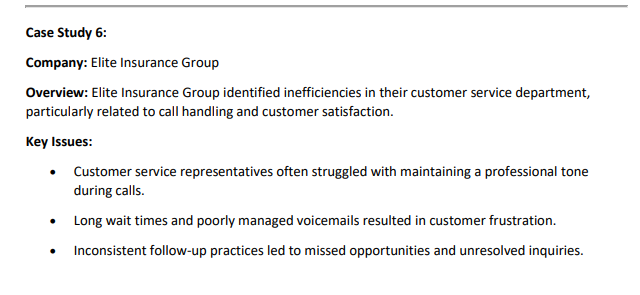 Case Study 6:
Company: Elite Insurance Group
Overview: Elite Insurance Group identified inefficiencies in their customer service department,
particularly related to call handling and customer satisfaction.
Key Issues:
• Customer service representatives often struggled with maintaining a professional tone
during calls.
• Long wait times and poorly managed voicemails resulted in customer frustration.
• Inconsistent follow-up practices led to missed opportunities and unresolved inquiries.